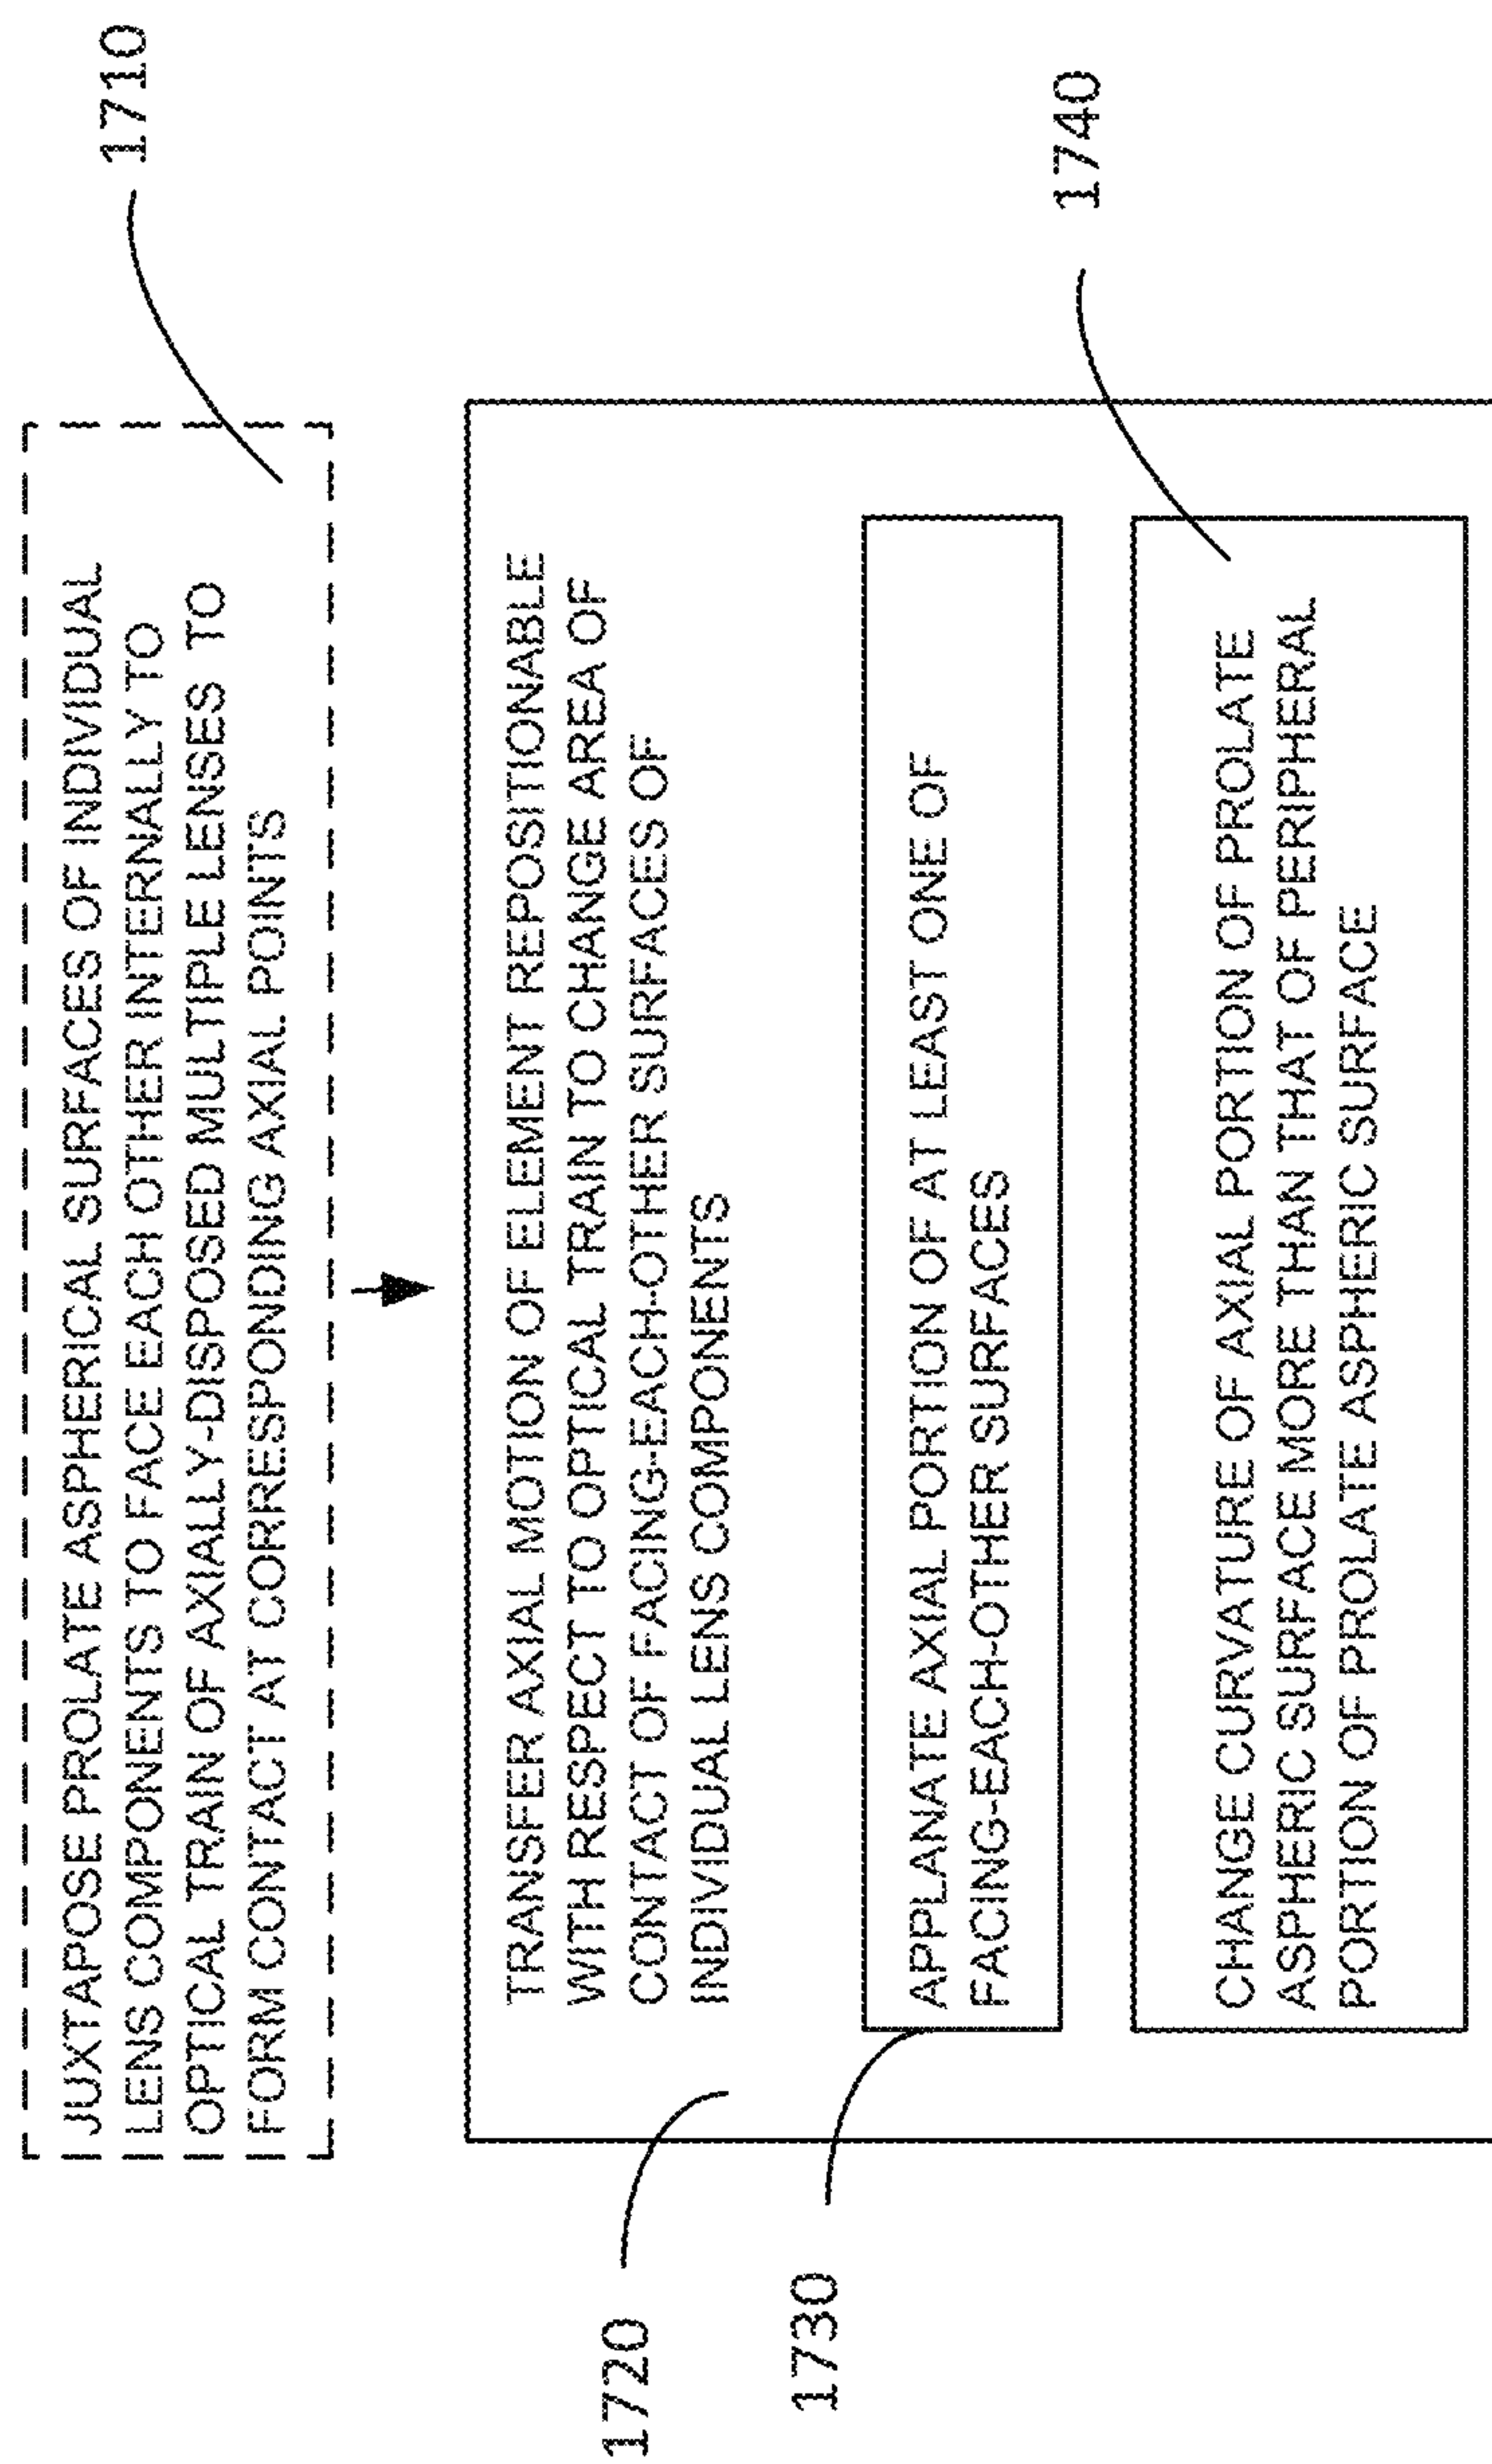 1710
JUXTAPOSE PROLATE ASPHERICAL SURFACES OF INDIVIDUAL
LENS COMPONENTS TO FACE EACH OTHER INTERNALLY TO
OPTICAL TRAIN OF AXIALLY-DISPOSED MULTIPLE LENSES TO
FORM CONTACT AT CORRESPONDING AXIAL POINTS
1720
TRANSFER AXIAL MOTION OF ELEMENT REPOSITIONABLE
WITH RESPECT TO OPTICAL TRAIN TO CHANGE AREA OF
CONTACT OF FACING-EACH-OTHER SURFACES OF
INDIVIDUAL LENS COMPONENTS
1730
APPLANATE AXIAL PORTION OF AT LEAST ONE OF
FACING-EACH-OTHER SURFACES
1740
CHANGE CURVATURE OF AXIAL PORTION OF PROLATE
ASPHERIC SURFACE MORE THAN THAT OF PERIPHERAL
PORTION OF PROLATE ASPHERIC SURFACE